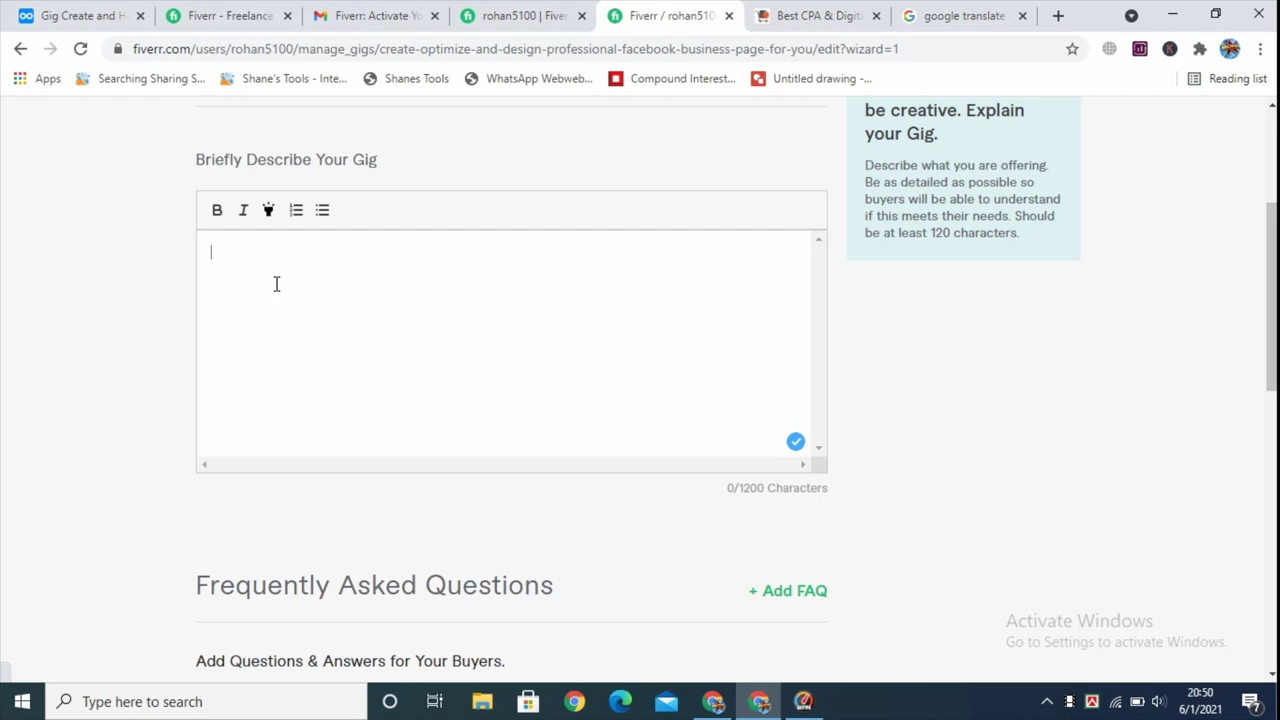 Gig Create and H
Fiverr - Freelance
Fiverr: Activate Yo
rohan5100 | Fiver
Fiverr / rohan510
Best CPA & Digita
google translate -
fiverr.com/users/rohan5100/manage_gigs/create-optimize-and-design-professional-facebook-business-page-for-you/edit?wizard=1
Apps
Searching Sharing S...
Shane's Tools - Inte...
Shanes Tools
WhatsApp Webweb...
Compound Interest...
Untitled drawing -...
Reading list
be creative. Explain
your Gig.
Describe what you are offering.
Be as detailed as possible so
buyers will be able to understand
if this meets their needs. Should
be at least 120 characters.
Briefly Describe Your Gig
B I
0/1200 Characters
Frequently Asked Questions
+ Add FAQ
Add Questions & Answers for Your Buyers.
Activate Windows
Go to Settings to activate Windows.
Type here to search
20:50
6/1/2021
7